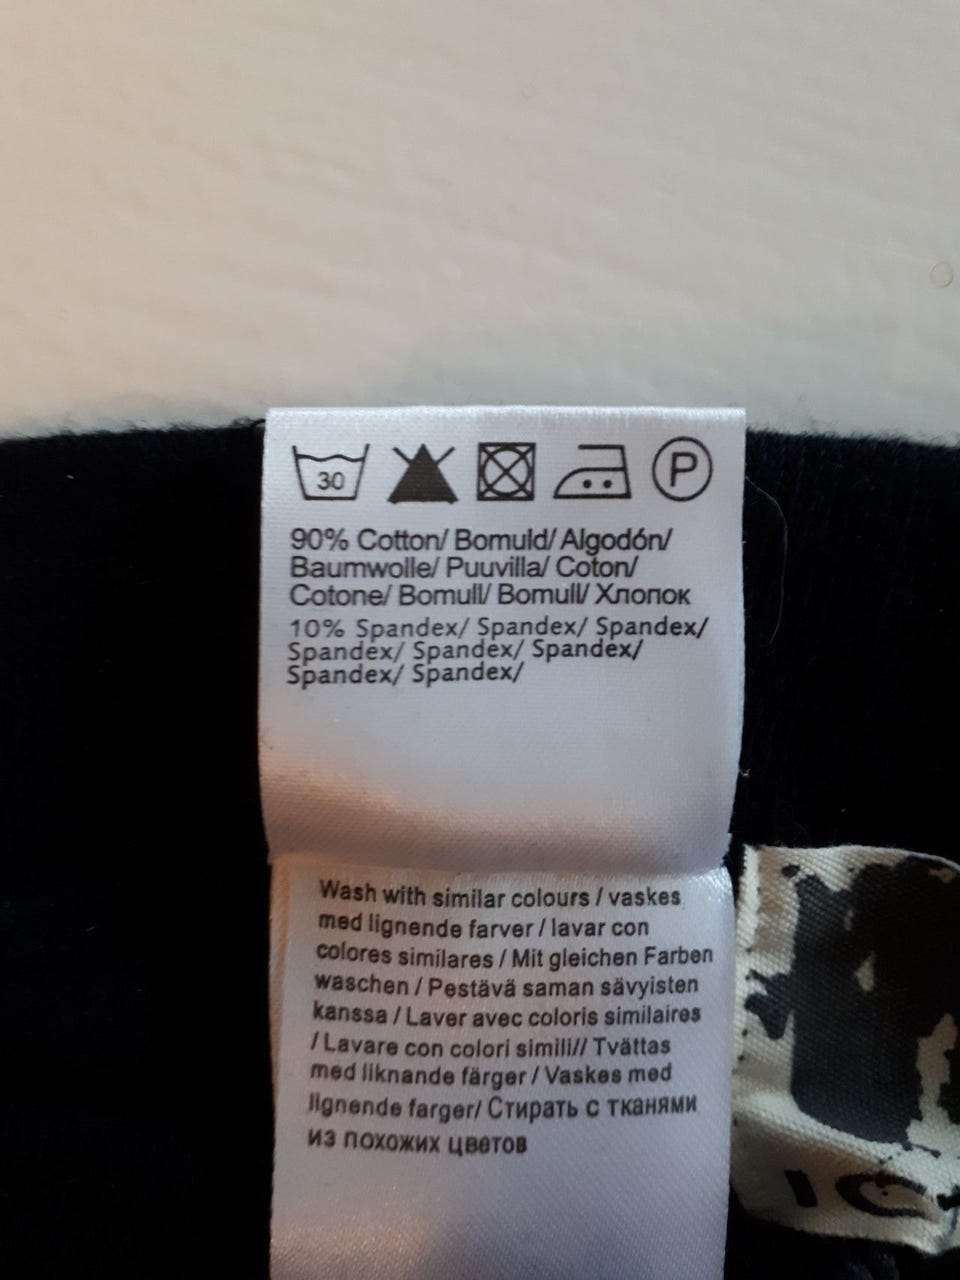 30
P
90% Cotton/ Bomuld/ Algodón/
Baumwolle/ Puuvilla/ Coton/
Cotone/ Bomull/ Bomull/ Хлопок
10% Spandex/ Spandex/ Spandex/
Spandex/ Spandex/ Spandex/
Spandex/ Spandex/
Wash with similar colours / vaskes
med lignende farver / lavar con
colores similares / Mit gleichen Farben
waschen / Pestävä saman sävyisten
kanssa / Laver avec coloris similaires
/ Lavare con colori simili// Tvättas
med liknande färger / Vaskes med
lignende farger/ Стирать с тканями
из похожих цветов